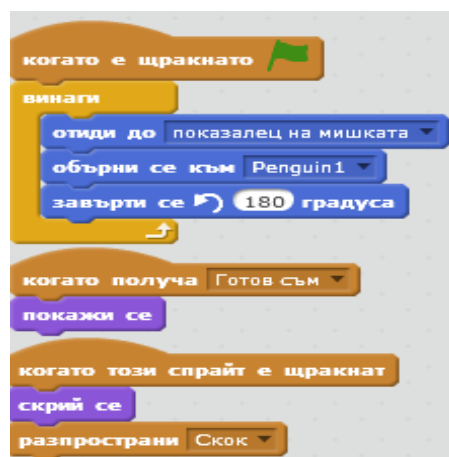 когато е щракнато
винаги
отиди до показалец на мишката
обърни се към Penguin1
завърти се 180 градуса
когато получа Готов съм
покажи се
когато този спрайт е щракнат
скрий се
разпространи Скок